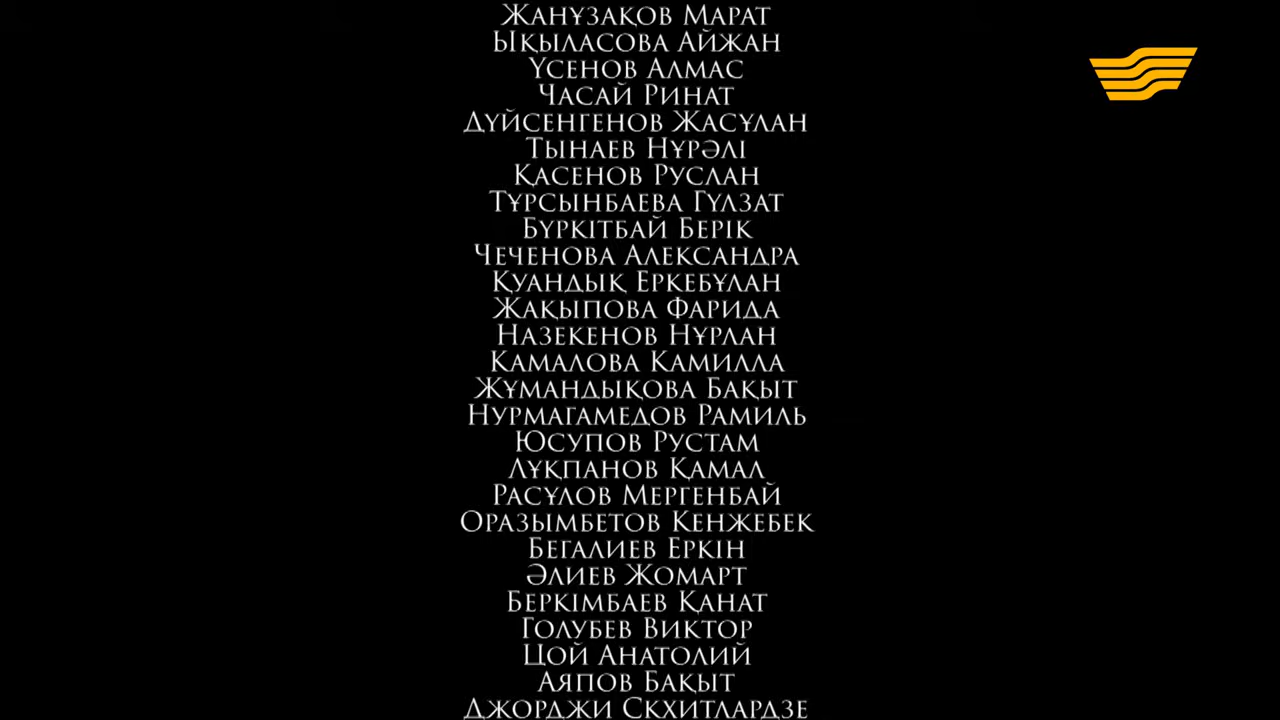 Жанұзақов Марат
Ықыласова Айжан
Үсенов Алмас
Часай Ринат
Дүйсенгенов Жасұлан
Тынаев Нұрәлі
Қасенов Руслан
Тұрсынбаева Гүлзат
Бүркітбай Берік
Чеченова Александра
Қуандық Еркебұлан
Жақыпова Фарида
Назекенов Нұрлан
Камалова Камилла
Жұмандықова Бақыт
Нурмагамедов Рамиль
Юсупов Рустам
Лұқпанов Қамал
Расұлов Мергенбай
Оразымбетов Кенжебек
Бегалиев Еркін
Әлиев Жомарт
Беркімбаев Қанат
Голубев Виктор
Цой Анатолий
Аяпов Бақыт
Джорджи Скхитлардзе